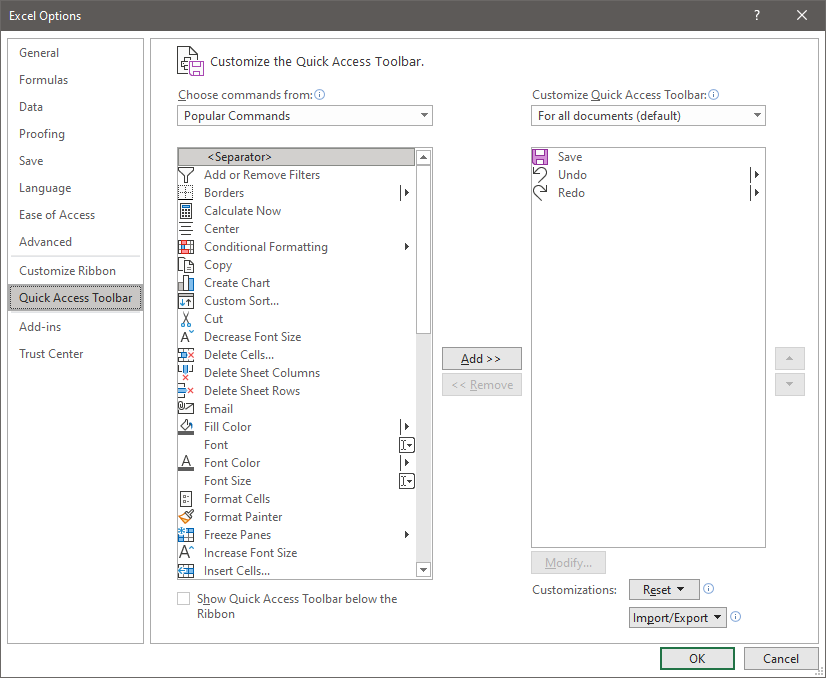 Excel Options
?
General
Formulas
Data
Proofing
Save
Language
Ease of Access
Advanced
Customize Ribbon
Quick Access Toolbar
Add-ins
Trust Center
Customize the Quick Access Toolbar.
Choose commands from:
Popular Commands
<Separator>
Add or Remove Filters
Borders
Calculate Now
Center
Conditional Formatting
Copy
Create Chart
Custom Sort...
Cut
Decrease Font Size
Delete Cells...
Delete Sheet Columns
Delete Sheet Rows
Email
Fill Color
Font
Font Color
Font Size
Format Cells
Format Painter
Freeze Panes
Increase Font Size
Insert Cells...
Show Quick Access Toolbar below the
Ribbon
Add >>
<< Remove
Customize Quick Access Toolbar:
For all documents (default)
Save
Undo
Redo
Modify...
Customizations:
Reset
Import/Export
OK
Cancel